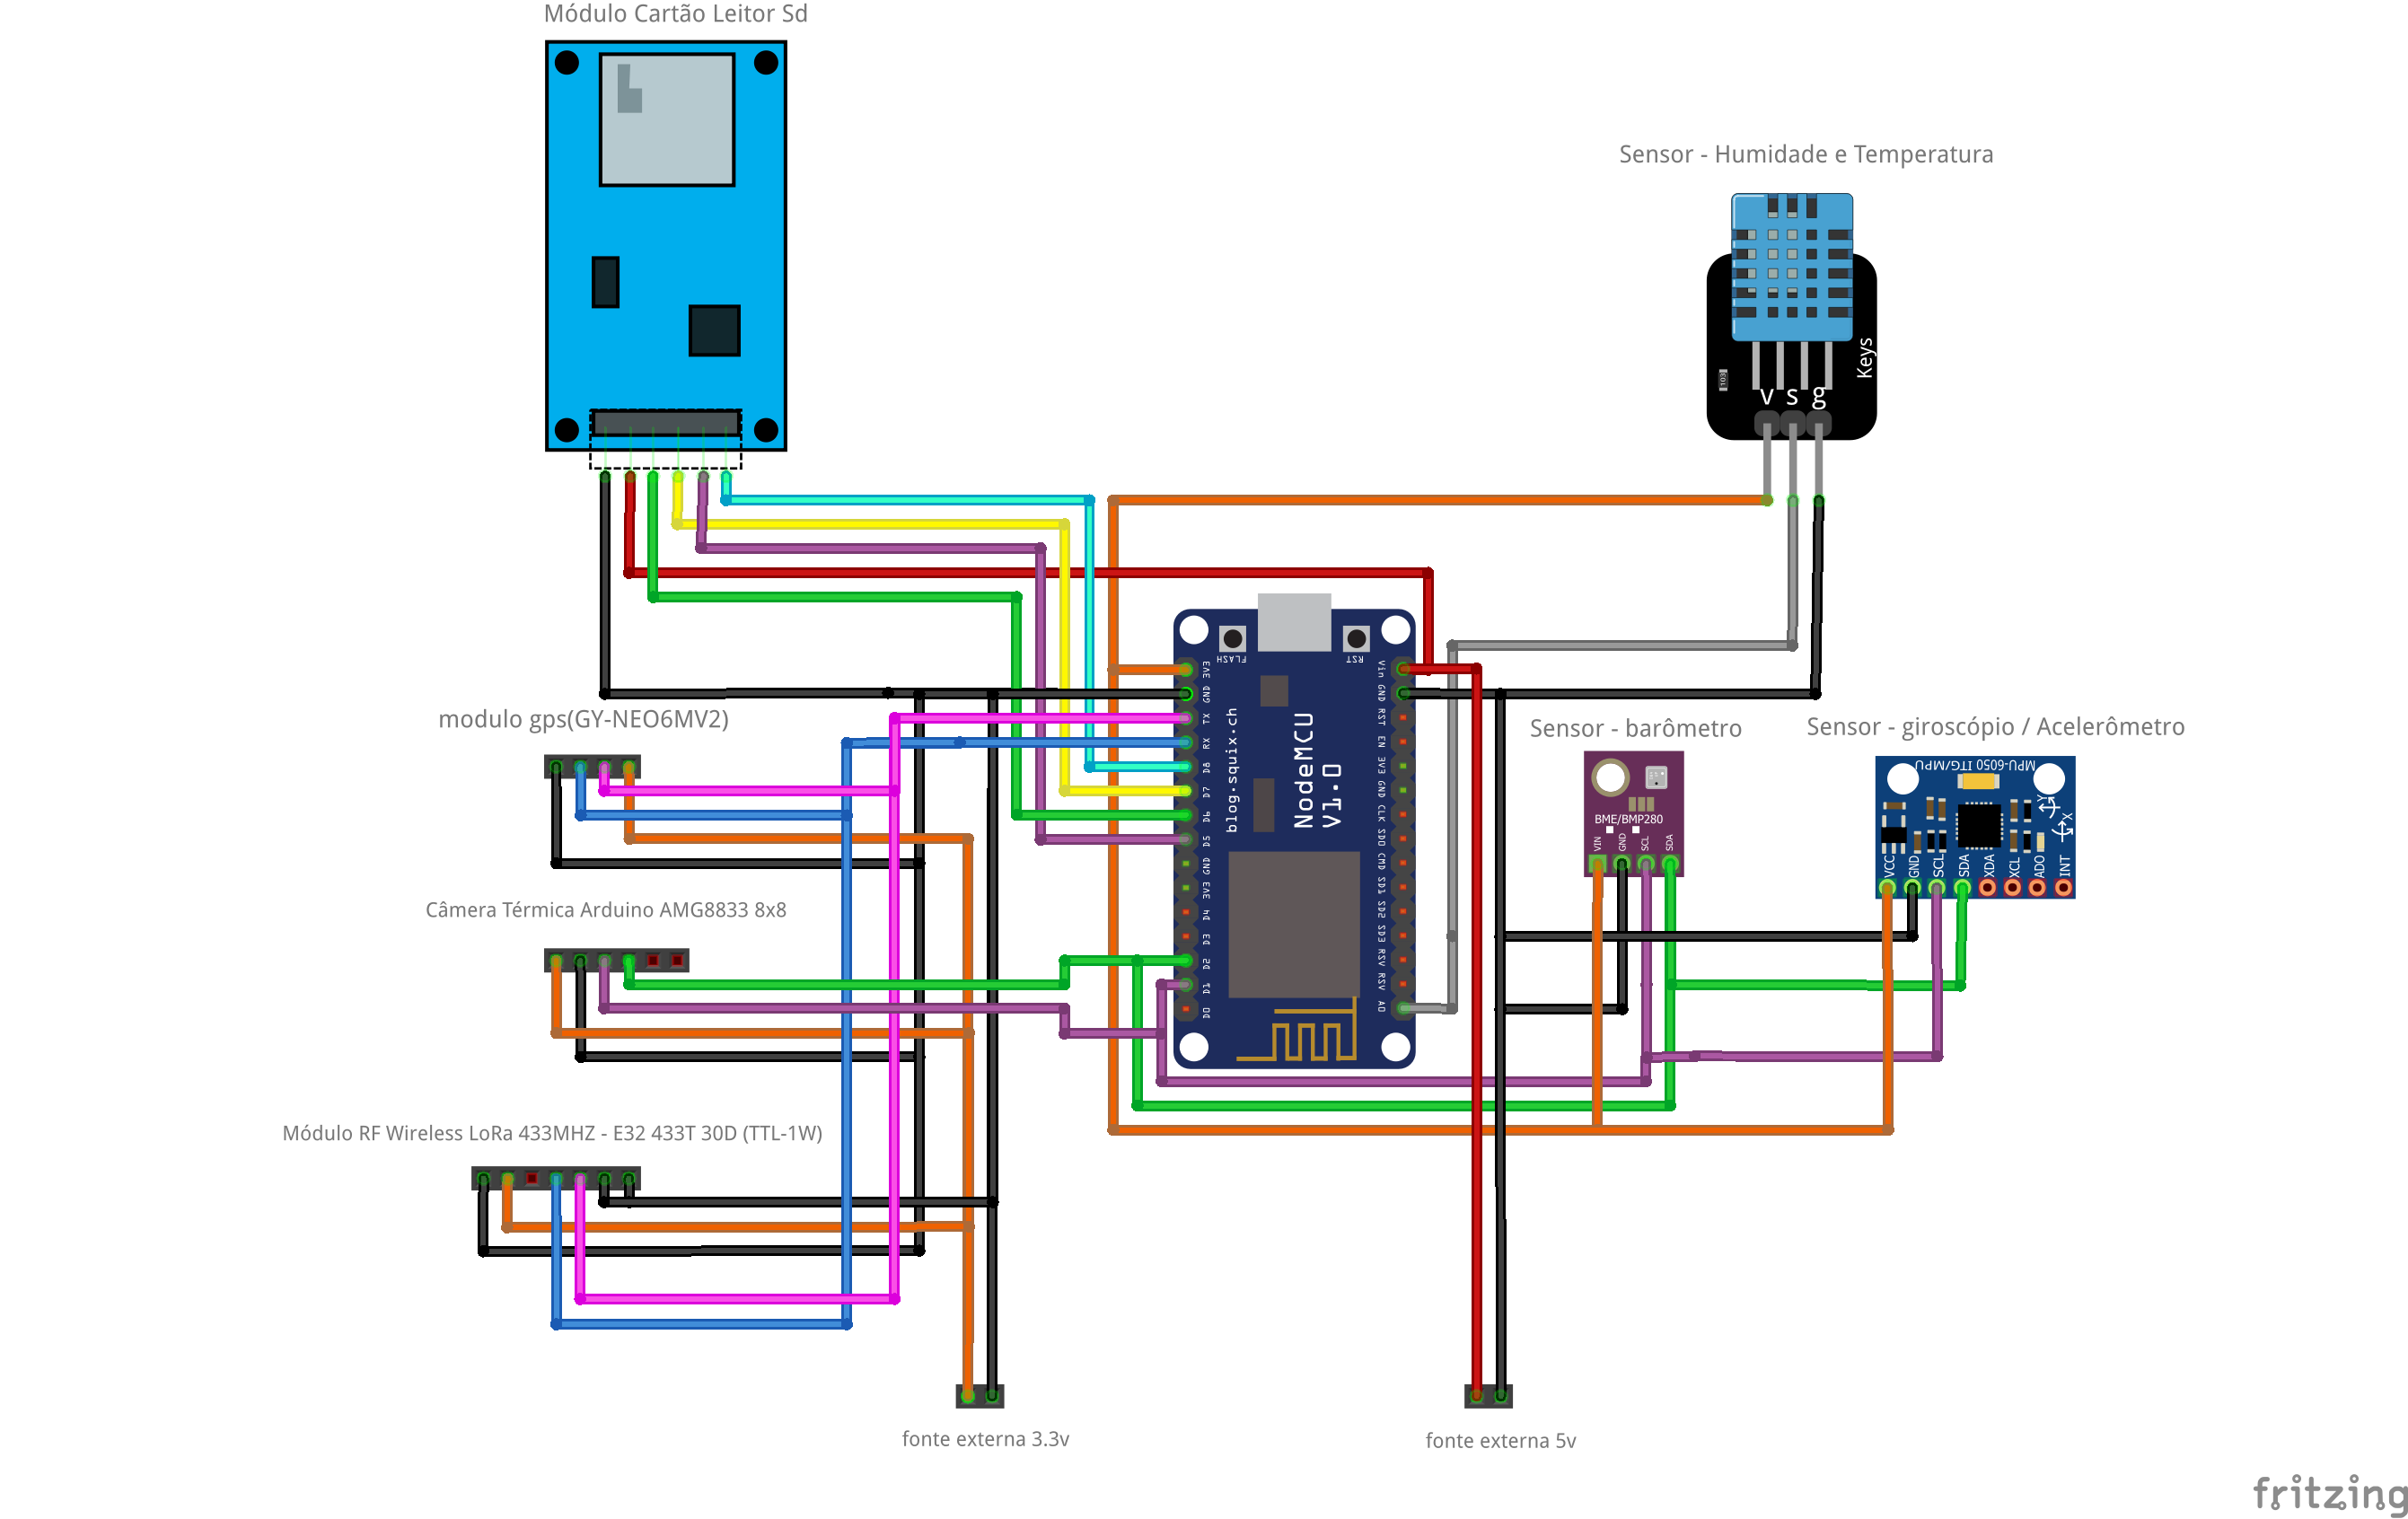 Módulo Cartão Leitor Sd
Sensor - Humidade e Temperatura
Keys
103
v s g
FLASH
RST
3V3
GND
TX
RX
D8
D7
D6
D5
GND
3V3
D4
D3
D2
D1
D0
blog.squix.ch
NodeMCU
V1.0
Vin
GND
RST
EN
3V3
GND
CLK
SDO
CMD
SD1
SD2
SD3
RSV
RSV
A0
modulo gps(GY-NEO6MV2)
Sensor - barômetro
BME/BMP280
VIN
GND
SCL
SDA
Sensor - giroscópio / Acelerômetro
MPU-6050 ITG/MPU
Y
X
VCC
GND
SCL
SDA
XDA
XCL
ADO
INT
Câmera Térmica Arduino AMG8833 8x8
Módulo RF Wireless LoRa 433MHZ - E32 433T 30D (TTL-1W)
fonte externa 3.3v
fonte externa 5v
fritzing